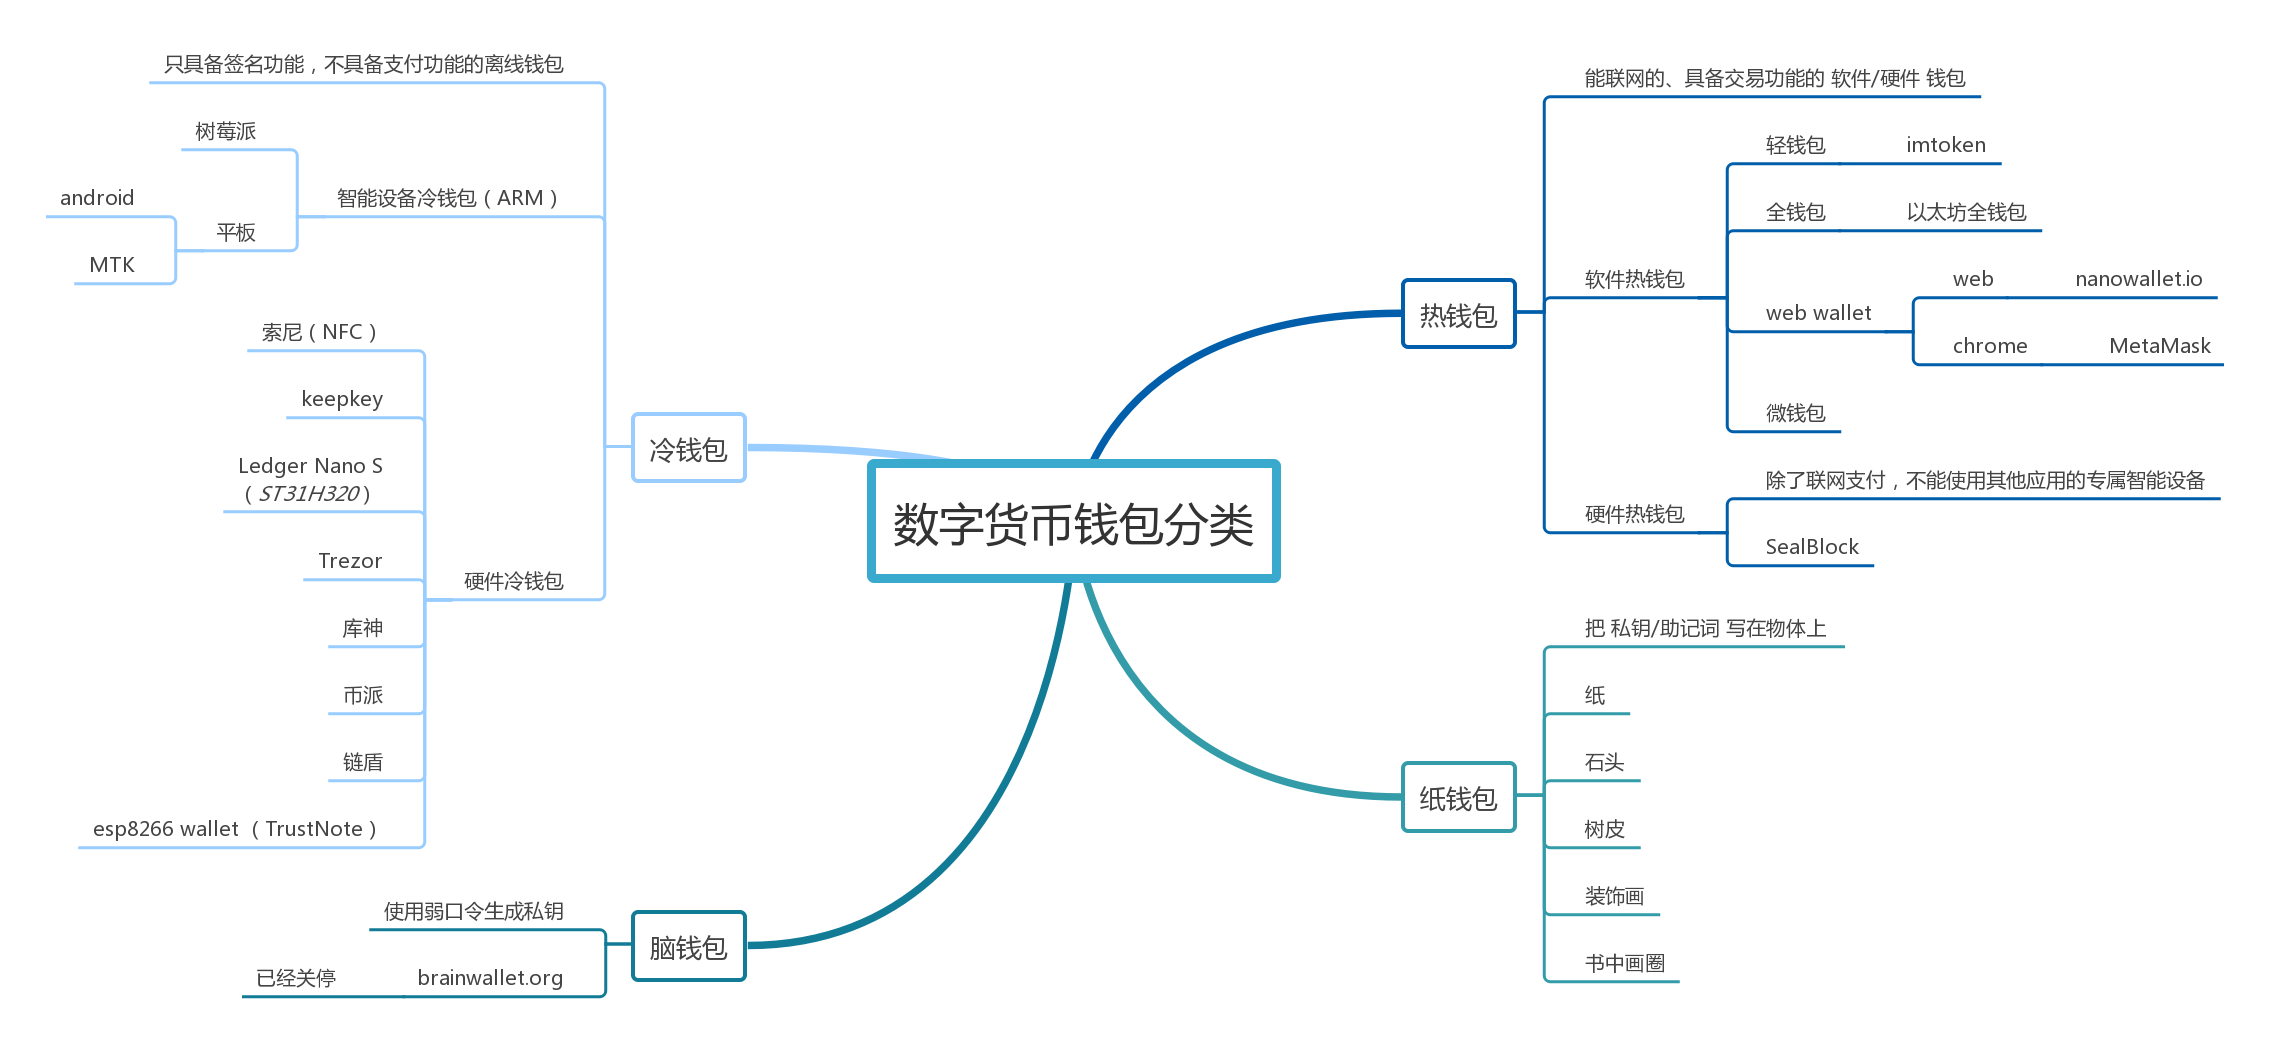 数字货币钱包分类
热钱包
能联网的、具备交易功能的 软件/硬件 钱包
软件热钱包
轻钱包
imtoken
全钱包
以太坊全钱包
web wallet
web
nanowallet.io
chrome
MetaMask
微钱包
硬件热钱包
除了联网支付，不能使用其他应用的专属智能设备
SealBlock
纸钱包
把 私钥/助记词 写在物体上
纸
石头
树皮
装饰画
书中画圈
冷钱包
只具备签名功能，不具备支付功能的离线钱包
智能设备冷钱包（ARM）
树莓派
平板
android
MTK
硬件冷钱包
索尼（NFC）
keepkey
Ledger Nano S
（ST31H320）
Trezor
库神
币派
链盾
esp8266 wallet （TrustNote）
脑钱包
使用弱口令生成私钥
brainwallet.org
已经关停